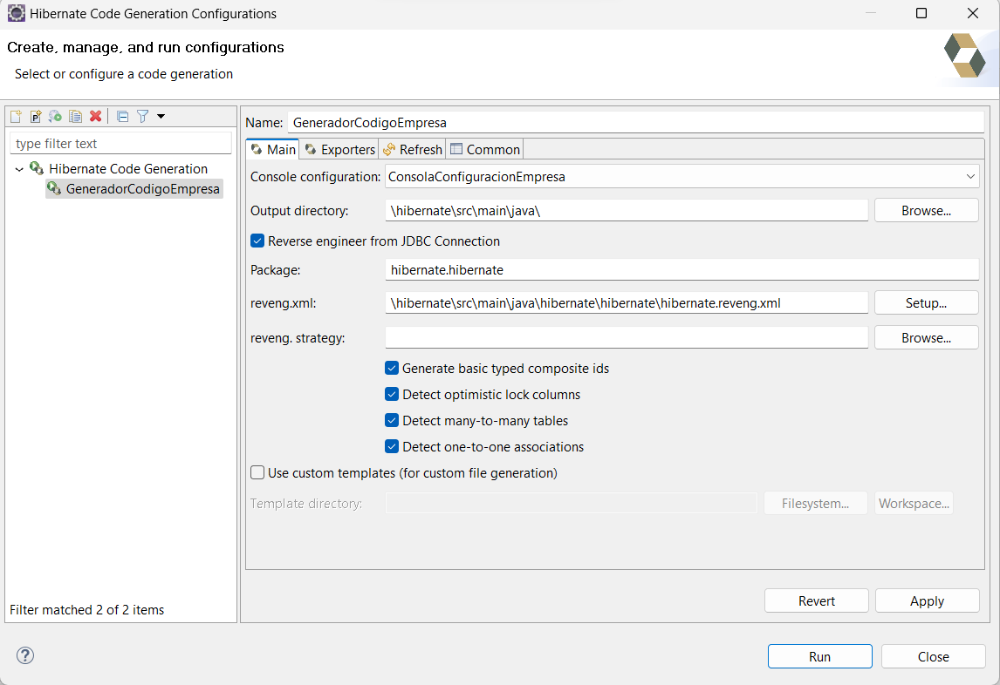 Hibernate Code Generation Configurations
Create, manage, and run configurations
Select or configure a code generation
type filter text
Hibernate Code Generation
GeneradorCodigoEmpresa
Filter matched 2 of 2 items
Name: GeneradorCodigoEmpresa
Main Exporters Refresh Common
Console configuration: ConsolaConfiguracionEmpresa
Output directory: \hibernate\src\main\java\ Browse...
Reverse engineer from JDBC Connection
Package: hibernate.hibernate
reveng.xml: \hibernate\src\main\java\hibernate\hibernate\hibernate.reveng.xml Setup...
reveng. strategy: Browse...
Generate basic typed composite ids
Detect optimistic lock columns
Detect many-to-many tables
Detect one-to-one associations
Use custom templates (for custom file generation)
Template directory: Filesystem... Workspace...
Revert Apply
? Run Close